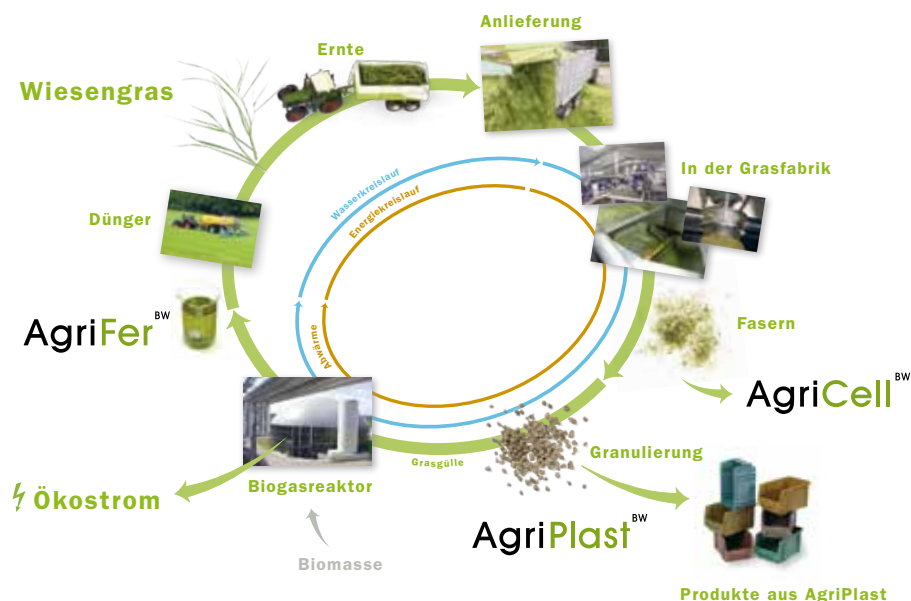 Anlieferung
Ernte
Wiesengras
In der Grasfabrik
Wasserkreislauf
Energiekreislauf
Dünger
AgriFer BW
Fasern
Abwärme
AgriCell BW
Granulierung
Grasgülle
Biogasreaktor
Ökostrom
AgriPlast BW
Biomasse
Produkte aus AgriPlast